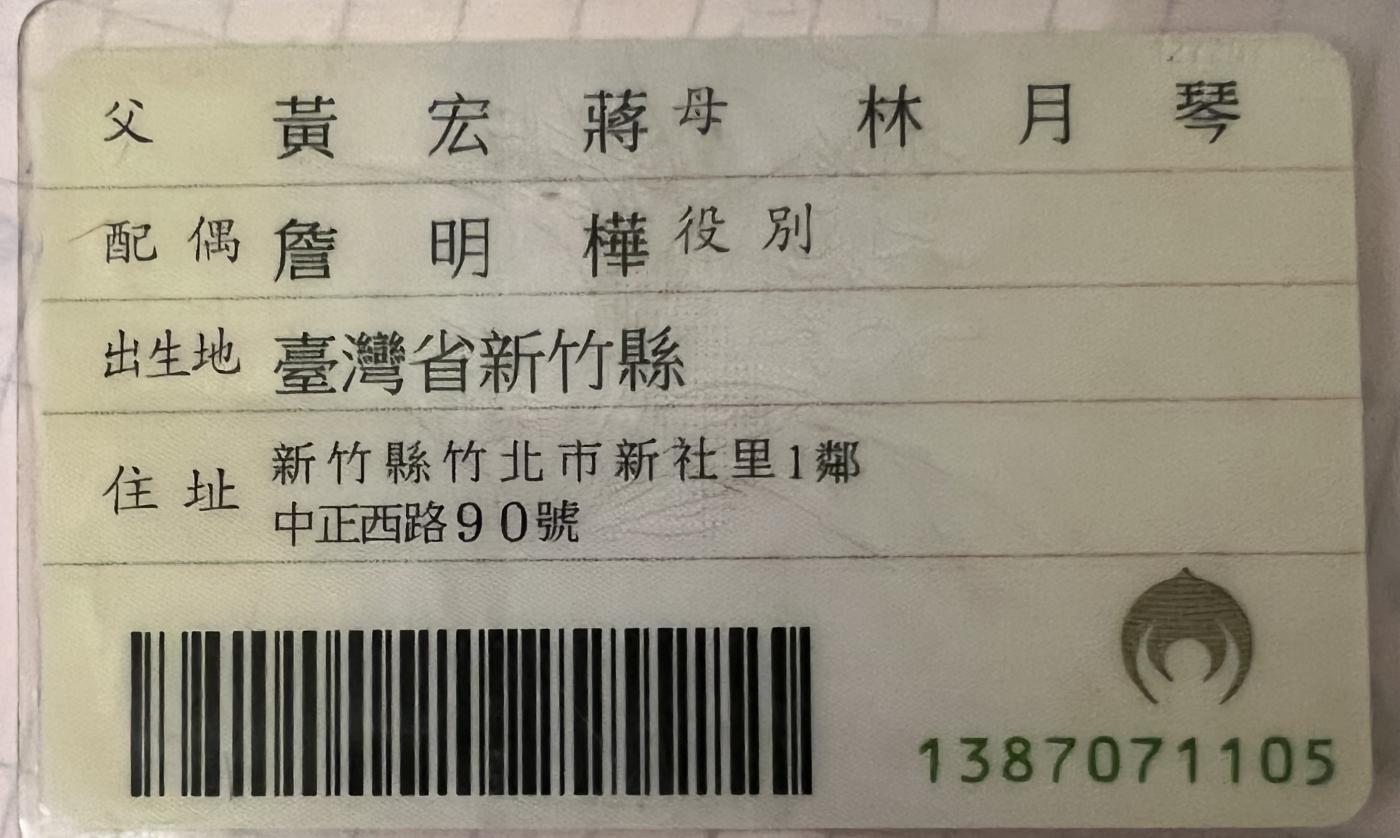 父 黃宏蔣 母 林月琴
配偶 詹明樺 役別
出生地 臺灣省新竹縣
住址 新竹縣竹北市新社里1鄰
中正西路90號
1387071105